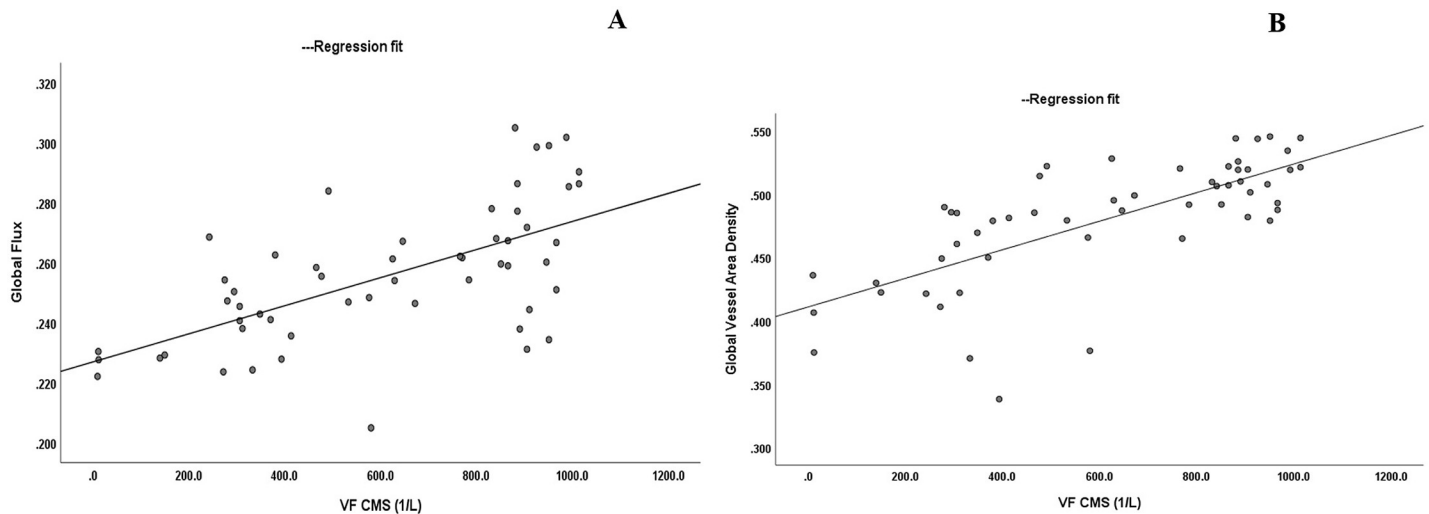 A
---Regression fit
.320
.300
.280
.260
.240
.220
.200
Global Flux
.0 200.0 400.0 600.0 800.0 1000.0 1200.0
VF CMS (1/L)
B
--Regression fit
.550
.500
.450
.400
.350
.300
Global Vessel Area Density
.0 200.0 400.0 600.0 800.0 1000.0 1200.0
VF CMS (1/L)